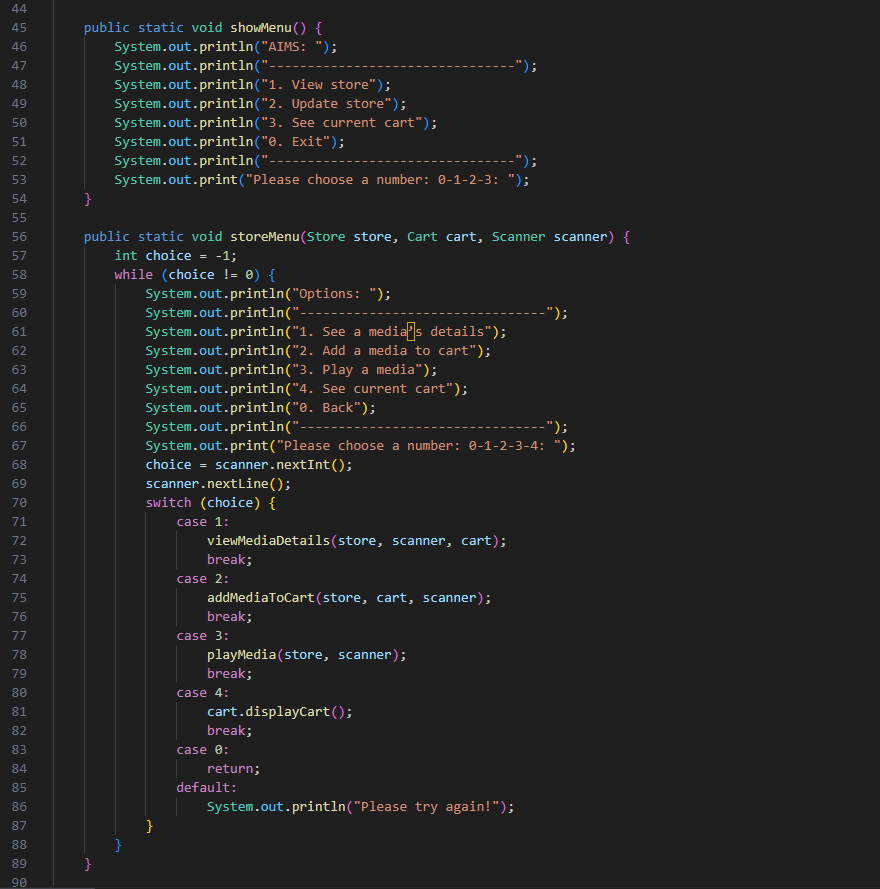 44
45 public static void showMenu() {
46 System.out.println("AIMS: ");
47 System.out.println("--------------------------------");
48 System.out.println("1. View store");
49 System.out.println("2. Update store");
50 System.out.println("3. See current cart");
51 System.out.println("0. Exit");
52 System.out.println("--------------------------------");
53 System.out.print("Please choose a number: 0-1-2-3: ");
54 }
55
56 public static void storeMenu(Store store, Cart cart, Scanner scanner) {
57 int choice = -1;
58 while (choice != 0) {
59 System.out.println("Options: ");
60 System.out.println("--------------------------------");
61 System.out.println("1. See a media’s details");
62 System.out.println("2. Add a media to cart");
63 System.out.println("3. Play a media");
64 System.out.println("4. See current cart");
65 System.out.println("0. Back");
66 System.out.println("--------------------------------");
67 System.out.print("Please choose a number: 0-1-2-3-4: ");
68 choice = scanner.nextInt();
69 scanner.nextLine();
70 switch (choice) {
71 case 1:
72 viewMediaDetails(store, scanner, cart);
73 break;
74 case 2:
75 addMediaToCart(store, cart, scanner);
76 break;
77 case 3:
78 playMedia(store, scanner);
79 break;
80 case 4:
81 cart.displayCart();
82 break;
83 case 0:
84 return;
85 default:
86 System.out.println("Please try again!");
87 }
88 }
89 }
90